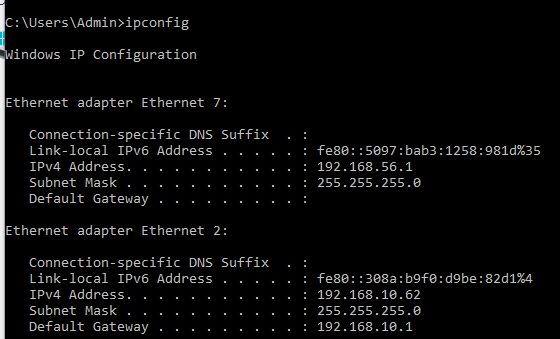 C:\Users\Admin>ipconfig
Windows IP Configuration
Ethernet adapter Ethernet 7:
   Connection-specific DNS Suffix  . :
   Link-local IPv6 Address . . . . . : fe80::5097:bab3:1258:981d%35
   IPv4 Address. . . . . . . . . . . : 192.168.56.1
   Subnet Mask . . . . . . . . . . . : 255.255.255.0
   Default Gateway . . . . . . . . . :
Ethernet adapter Ethernet 2:
   Connection-specific DNS Suffix  . :
   Link-local IPv6 Address . . . . . : fe80::308a:b9f0:d9be:82d1%4
   IPv4 Address. . . . . . . . . . . : 192.168.10.62
   Subnet Mask . . . . . . . . . . . : 255.255.255.0
   Default Gateway . . . . . . . . . : 192.168.10.1